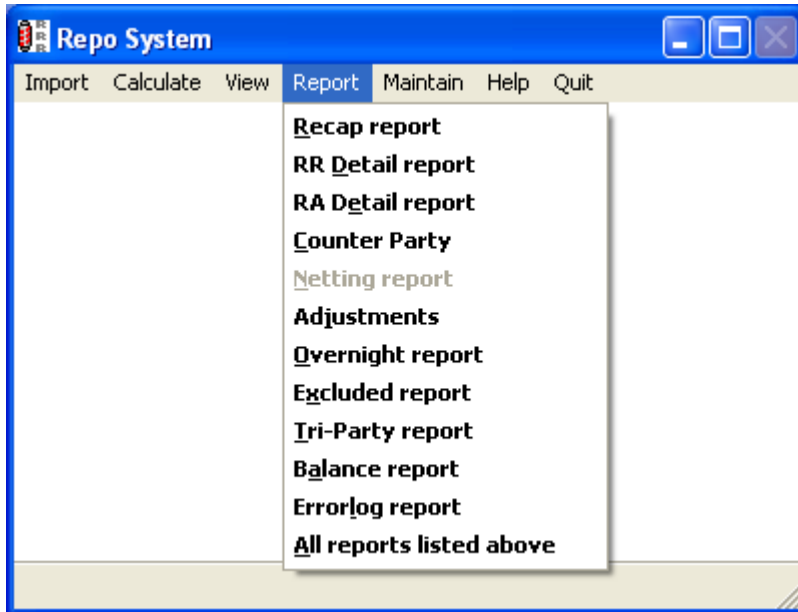 Repo System
Import Calculate View Report Maintain Help Quit
Recap report
RR Detail report
RA Detail report
Counter Party
Netting report
Adjustments
Overnight report
Excluded report
Tri-Party report
Balance report
Errorlog report
All reports listed above